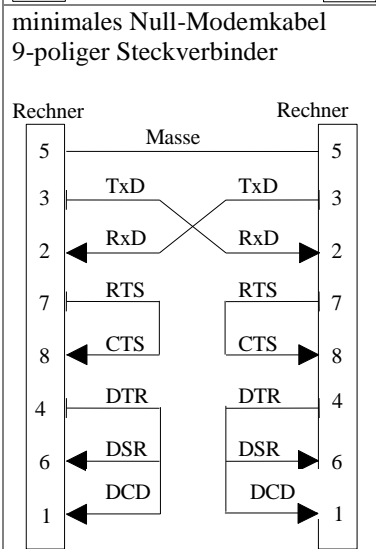 minimales Null-Modemkabel
9-poliger Steckverbinder
Rechner Rechner
5 Masse 5
3 TxD TxD 3
2 RxD RxD 2
7 RTS RTS 7
8 CTS CTS 8
4 DTR DTR 4
6 DSR DSR 6
1 DCD DCD 1